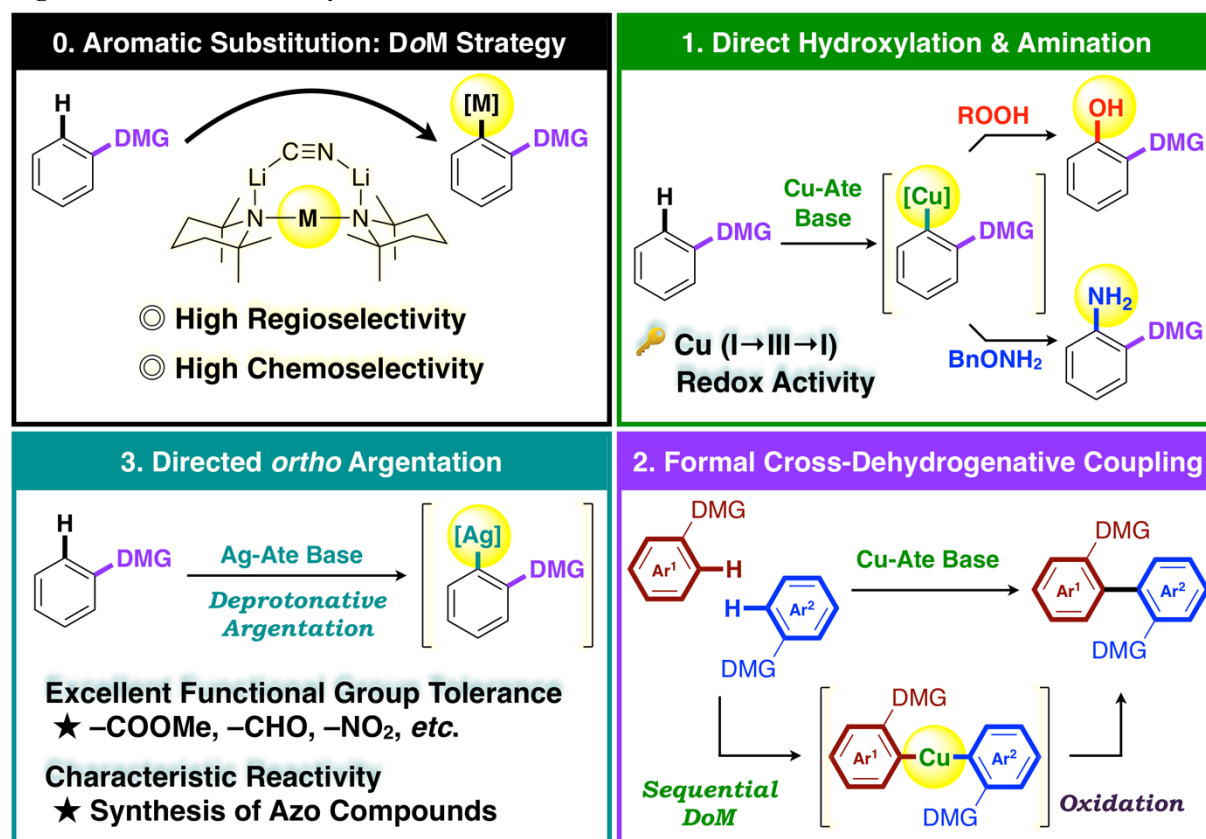 0. Aromatic Substitution: DoM Strategy
H
DMG
[M]
DMG
C≡N
Li
Li
N
M
N
◎ High Regioselectivity
◎ High Chemoselectivity
1. Direct Hydroxylation & Amination
H
DMG
Cu-Ate
Base
[Cu]
DMG
ROOH
OH
DMG
BnONH₂
NH₂
DMG
Cu (I→III→I)
Redox Activity
3. Directed ortho Argentation
H
DMG
Ag-Ate Base
Deprotonative
Argentation
[Ag]
DMG
Excellent Functional Group Tolerance
★ –COOMe, –CHO, –NO₂, etc.
Characteristic Reactivity
★ Synthesis of Azo Compounds
2. Formal Cross-Dehydrogenative Coupling
DMG
Ar¹
H
H
Ar²
DMG
Cu-Ate Base
DMG
Ar¹
Ar²
DMG
Sequential
DoM
DMG
Ar¹
Cu
Ar²
DMG
Oxidation